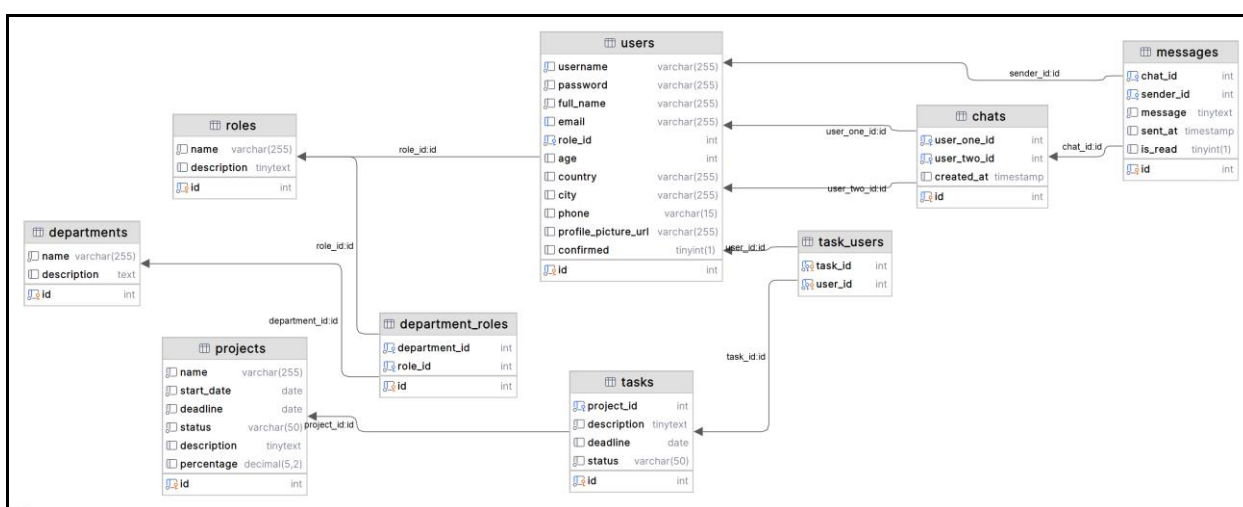 users
username varchar(255)
password varchar(255)
full_name varchar(255)
email varchar(255)
role_id int
age int
country varchar(255)
city varchar(255)
phone varchar(15)
profile_picture_url varchar(255)
confirmed tinyint(1)
id int
messages
chat_id int
sender_id int
message tinytext
sent_at timestamp
is_read tinyint(1)
id int
sender_id:id
chats
user_one_id int
user_two_id int
created_at timestamp
id int
user_one_id:id
user_two_id:id
chat_id:id
roles
name varchar(255)
description tinytext
id int
role_id:id
departments
name varchar(255)
description text
id int
role_id:id
task_users
task_id int
user_id int
user_id:id
department_roles
department_id int
role_id int
id int
department_id:id
projects
name varchar(255)
start_date date
deadline date
status varchar(50)
description tinytext
percentage decimal(5,2)
id int
project_id:id
tasks
project_id int
description tinytext
deadline date
status varchar(50)
id int
task_id:id